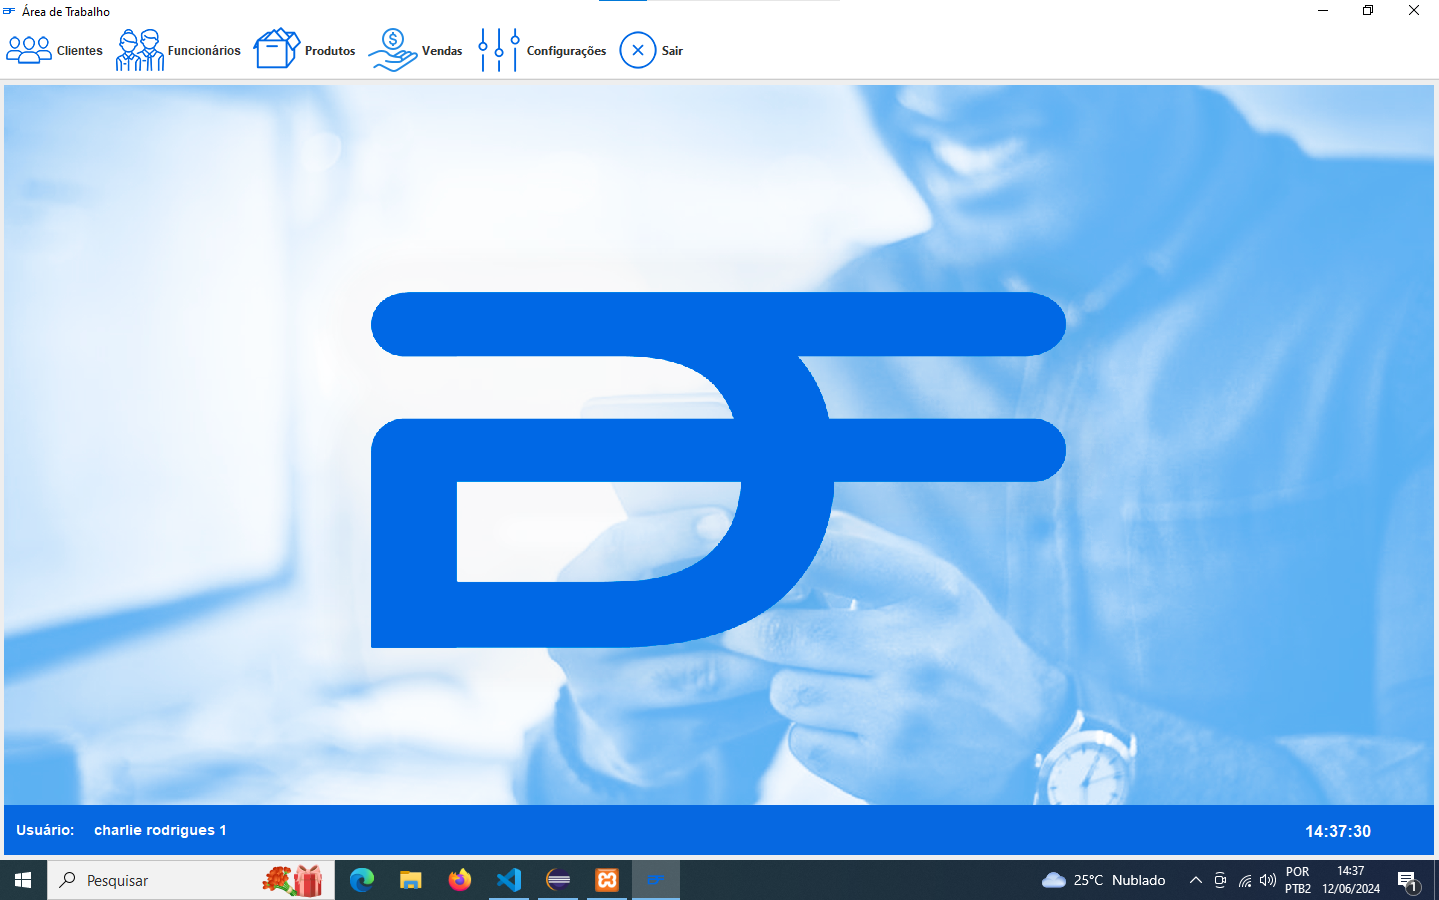 Área de Trabalho
Clientes
Funcionários
Produtos
Vendas
Configurações
Sair
Usuário: charlie rodrigues 1
14:37:30
Pesquisar
25°C Nublado
POR
PTB2
14:37
12/06/2024
1